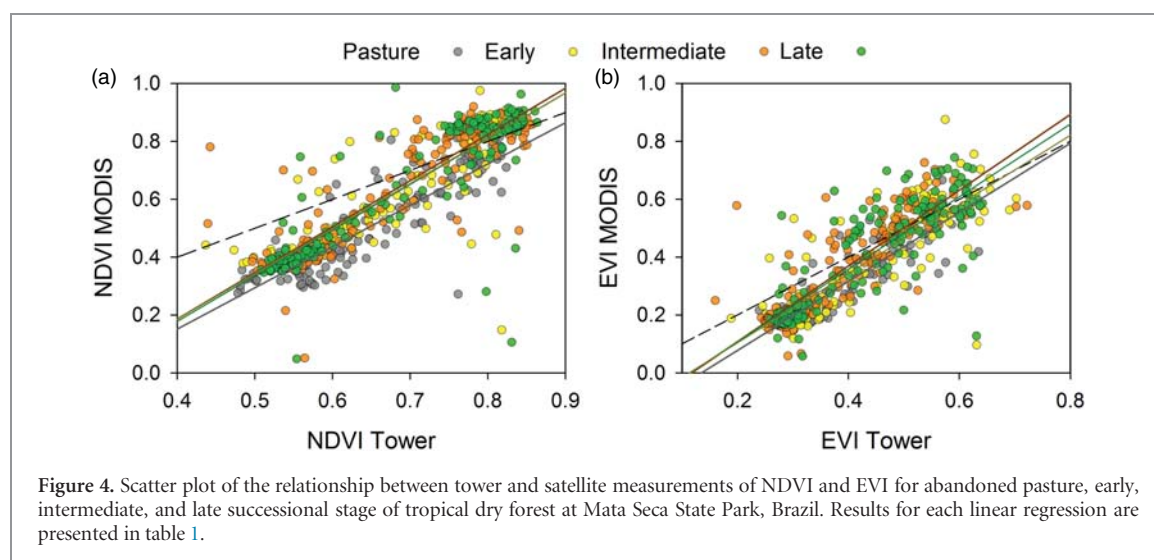 Pasture Early Intermediate Late
(a)
1.0
0.8
0.6
0.4
0.2
0.0
NDVI MODIS
0.4 0.5 0.6 0.7 0.8 0.9
NDVI Tower
(b)
1.0
0.8
0.6
0.4
0.2
0.0
EVI MODIS
0.2 0.4 0.6 0.8
EVI Tower
Figure 4. Scatter plot of the relationship between tower and satellite measurements of NDVI and EVI for abandoned pasture, early,
intermediate, and late successional stage of tropical dry forest at Mata Seca State Park, Brazil. Results for each linear regression are
presented in table 1.